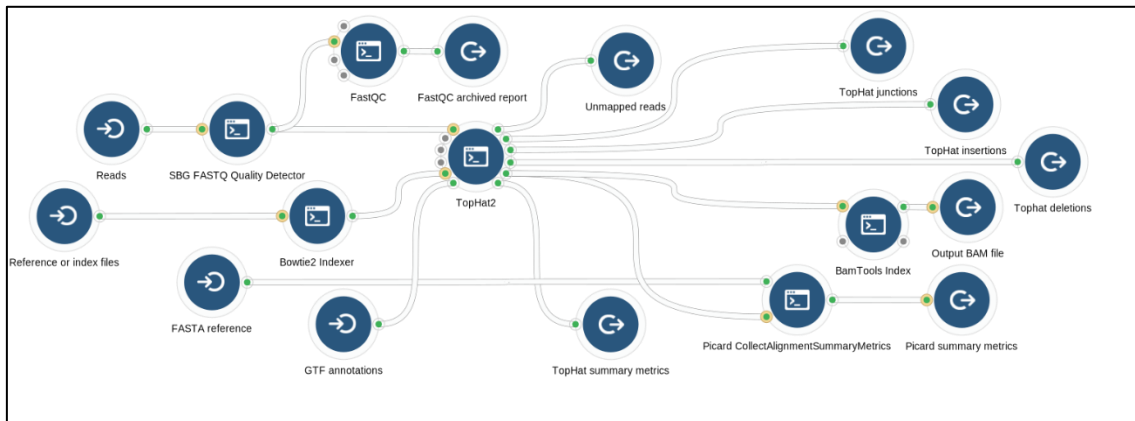 FastQC
FastQC archived report
Unmapped reads
TopHat junctions
TopHat insertions
Reads
SBG FASTQ Quality Detector
TopHat2
Tophat deletions
Reference or index files
Bowtie2 Indexer
BamTools Index
Output BAM file
FASTA reference
GTF annotations
TopHat summary metrics
Picard CollectAlignmentSummaryMetrics
Picard summary metrics